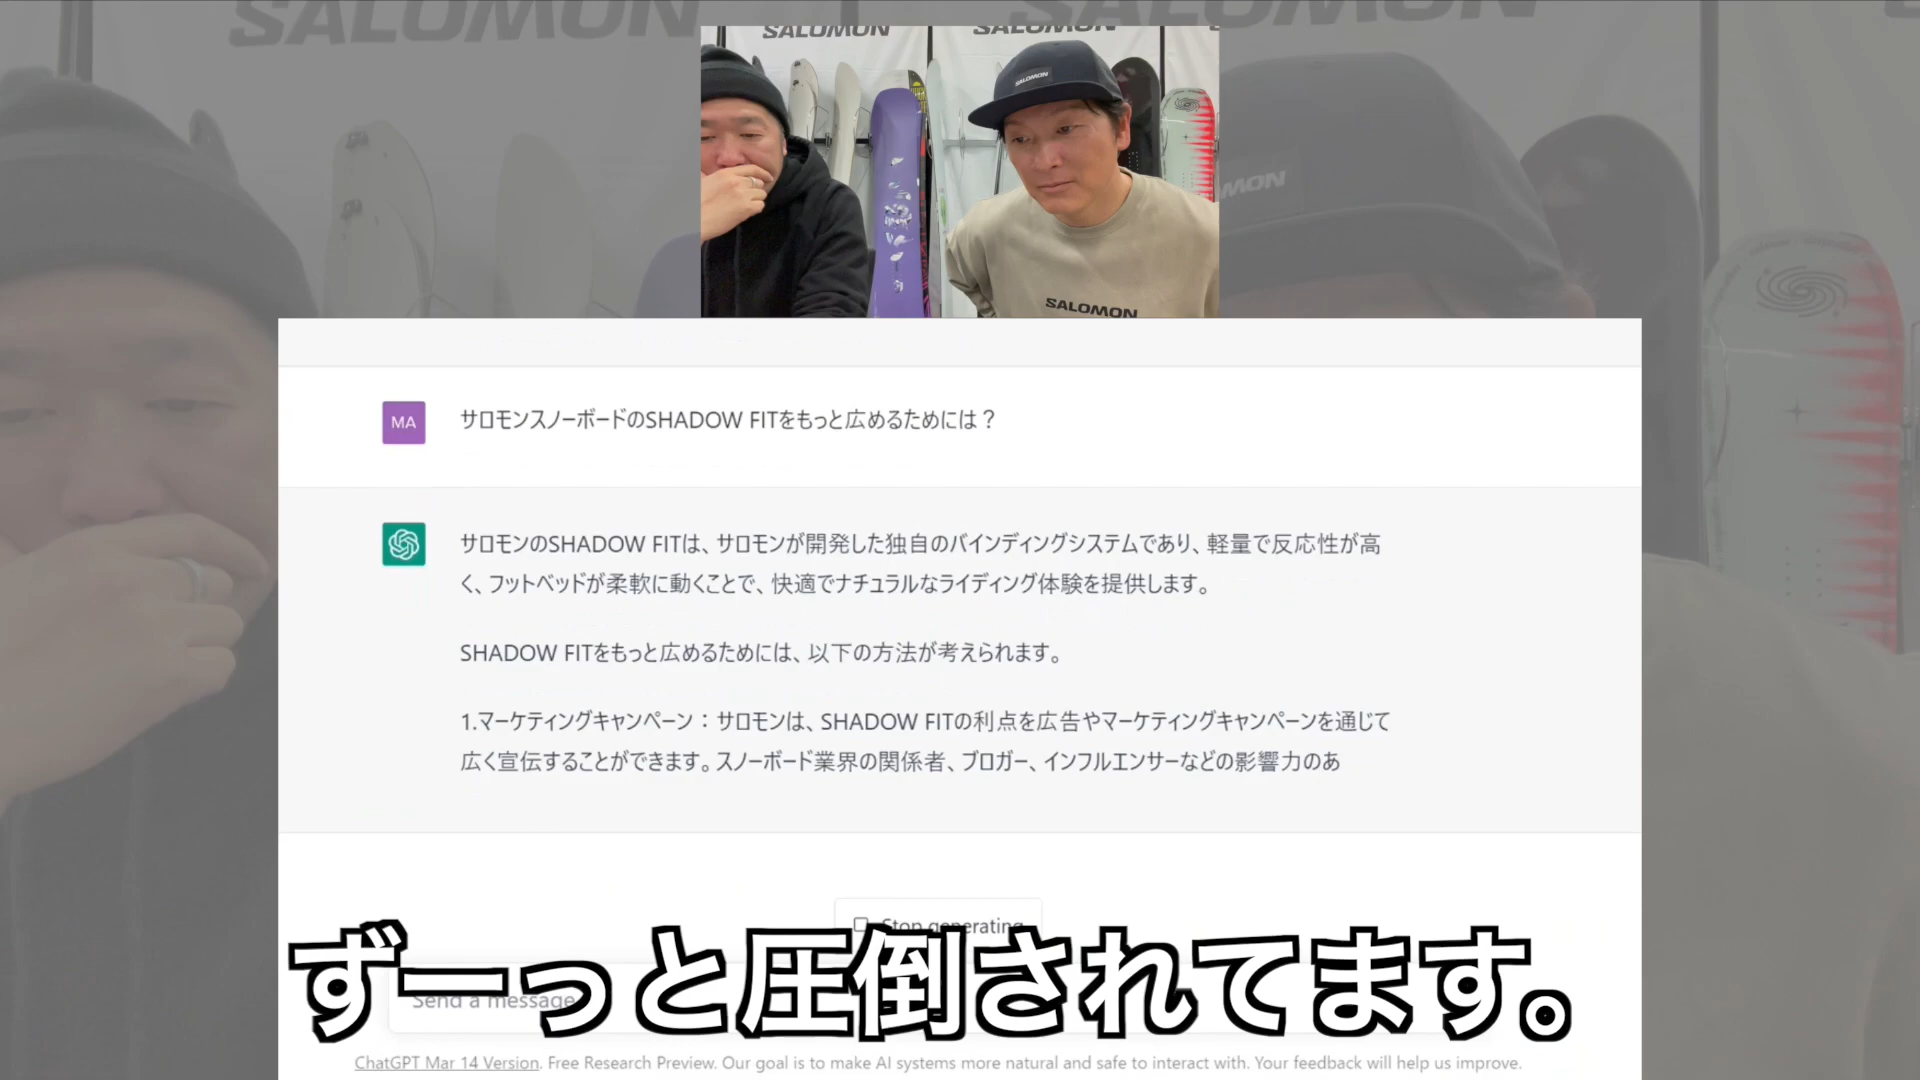 SALOMON
SALOMON
SALOMON
SALOMON
SALOMON
MON
SALOMON
MA
サロモンスノーボードのSHADOW FITをもっと広めるためには？
サロモンのSHADOW FITは、サロモンが開発した独自のバインディングシステムであり、軽量で反応性が高
く、フットベッドが柔軟に動くことで、快適でナチュラルなライディング体験を提供します。
SHADOW FITをもっと広めるためには、以下の方法が考えられます。
1.マーケティングキャンペーン：サロモンは、SHADOW FITの利点を広告やマーケティングキャンペーンを通じて
広く宣伝することができます。スノーボード業界の関係者、ブロガー、インフルエンサーなどの影響力のあ
Stop generating
Send a message
ずーっと圧倒されてます。
ChatGPT Mar 14 Version. Free Research Preview. Our goal is to make AI systems more natural and safe to interact with. Your feedback will help us improve.